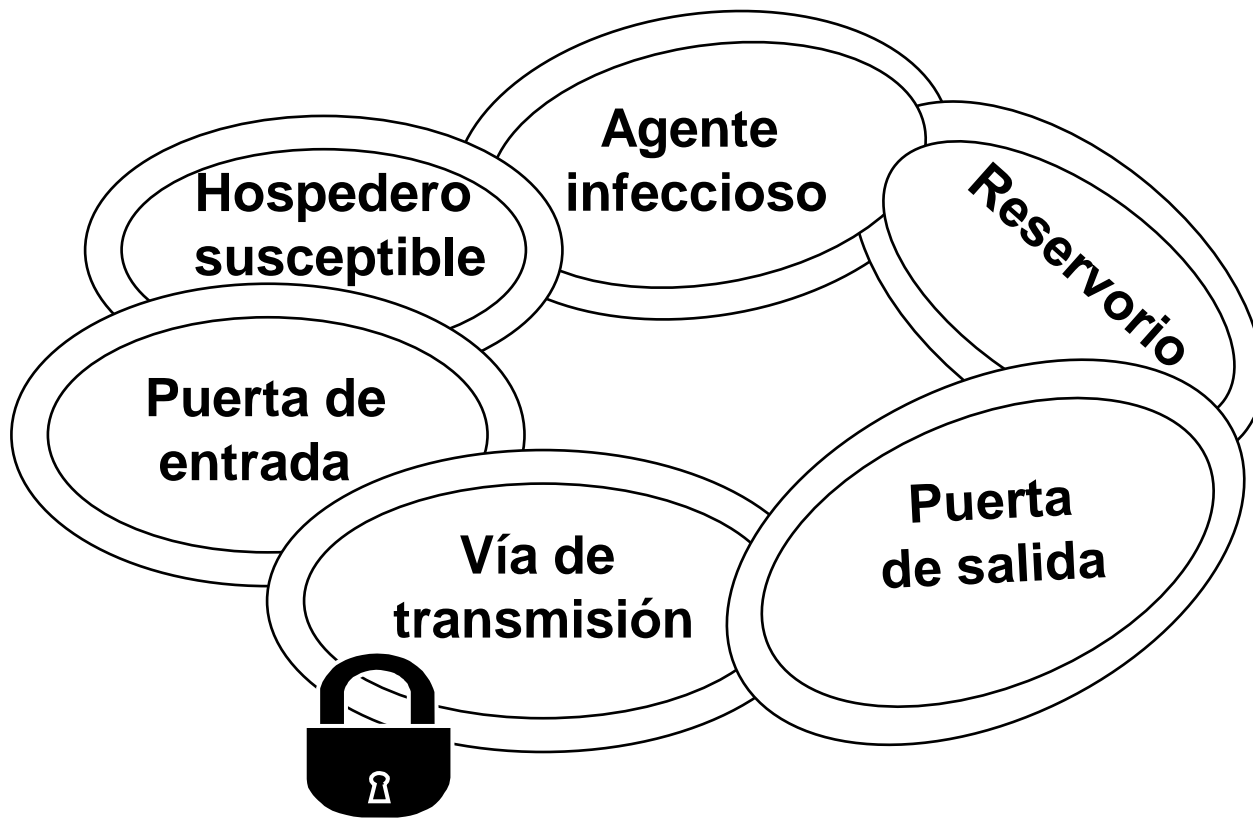 Agente
infeccioso
Reservorio
Puerta
de salida
Vía de
transmisión
Puerta de
entrada
Hospedero
susceptible